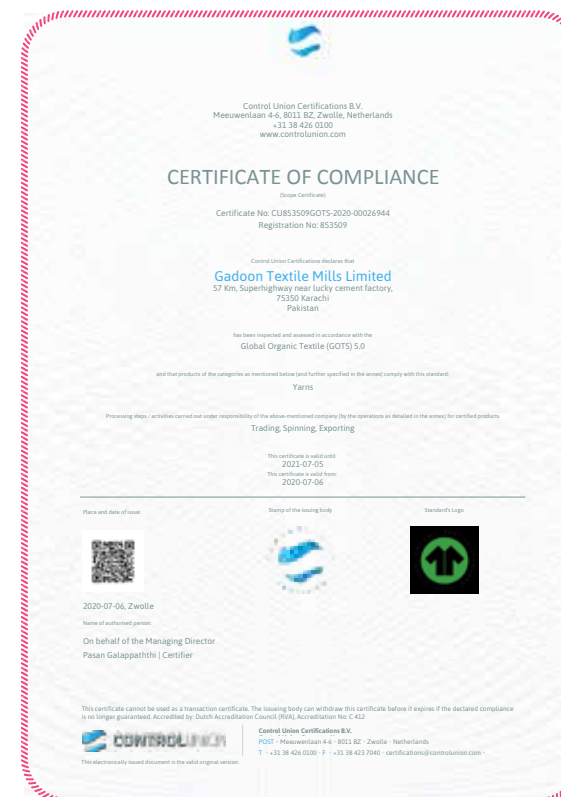 Control Union Certifications B.V.
Meeuwenlaan 4-6, 8011 BZ, Zwolle, Netherlands
+31 38 426 0100
www.controlunion.com
CERTIFICATE OF COMPLIANCE
(Scope Certificate)
Certificate No: CU853509GOTS-2020-00026944
Registration No: 853509
Control Union Certifications declares that
Gadoon Textile Mills Limited
57 Km, Superhighway near lucky cement factory,
75350 Karachi
Pakistan
has been inspected and assessed in accordance with the
Global Organic Textile (GOTS) 5.0
and that products of the categories as mentioned below (and further specified in the annex) comply with this standard:
Yarns
Processing steps / activities carried out under responsibility of the above-mentioned company (by the operations as detailed in the annex) for certified products
Trading, Spinning, Exporting
This certificate is valid until:
2021-07-05
This certificate is valid from:
2020-07-06
Place and date of issue:
Stamp of the issuing body
Standard's Logo
2020-07-06, Zwolle
Name of authorised person:
On behalf of the Managing Director
Pasan Galappaththi | Certifier
This certificate cannot be used as a transaction certificate. The issueing body can withdraw this certificate before it expires if the declared compliance
is no longer guaranteed. Accredited by: Dutch Accreditation Council (RVA), Accreditation No: C 412
CONTROLUNION
Control Union Certifications B.V.
POST • Meeuwenlaan 4-6 • 8011 BZ • Zwolle • Netherlands
T • +31 38 426 0100 • F • +31 38 423 7040 • certifications@controlunion.com •
This electronically issued document is the valid original version.